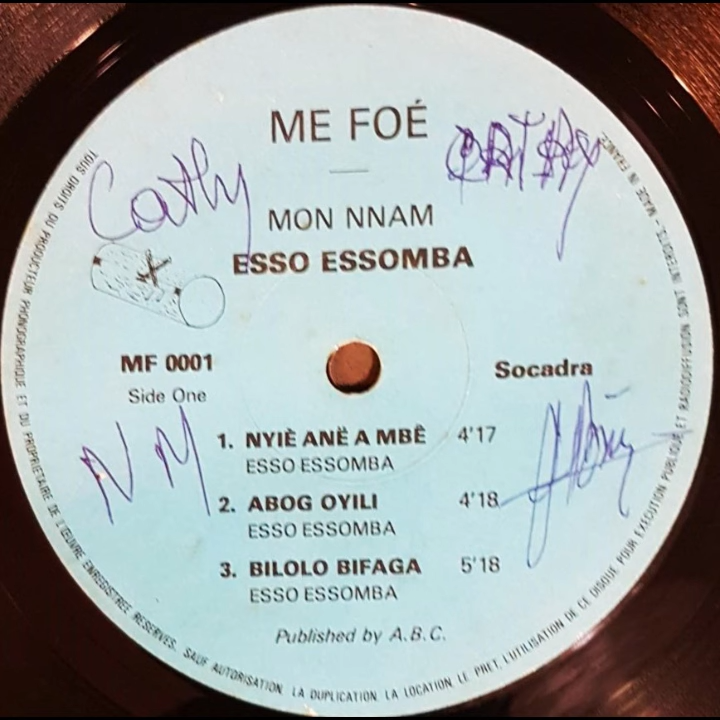 ME FOÉ
Cathy
CATHY
MON NNAM
ESSO ESSOMBA
MF 0001
Socadra
Side One
NM
1. NYIÈ ANË A MBÊ 4'17
ESSO ESSOMBA
2. ABOG OYILI 4'18
ESSO ESSOMBA
3. BILOLO BIFAGA 5'18
ESSO ESSOMBA
Published by A.B.C.
TOUS DROITS DU PRODUCTEUR PHONOGRAPHIQUE ET DU PROPRIETAIRE DE L'ŒUVRE ENREGISTREE RESERVES. SAUF AUTORISATION LA DUPLICATION LA LOCATION LE PRET, L'UTILISATION DE CE DISQUE POUR EXECUTION PUBLIQUE ET RADIODIFFUSION SONT INTERDITS - MADE IN FRANCE